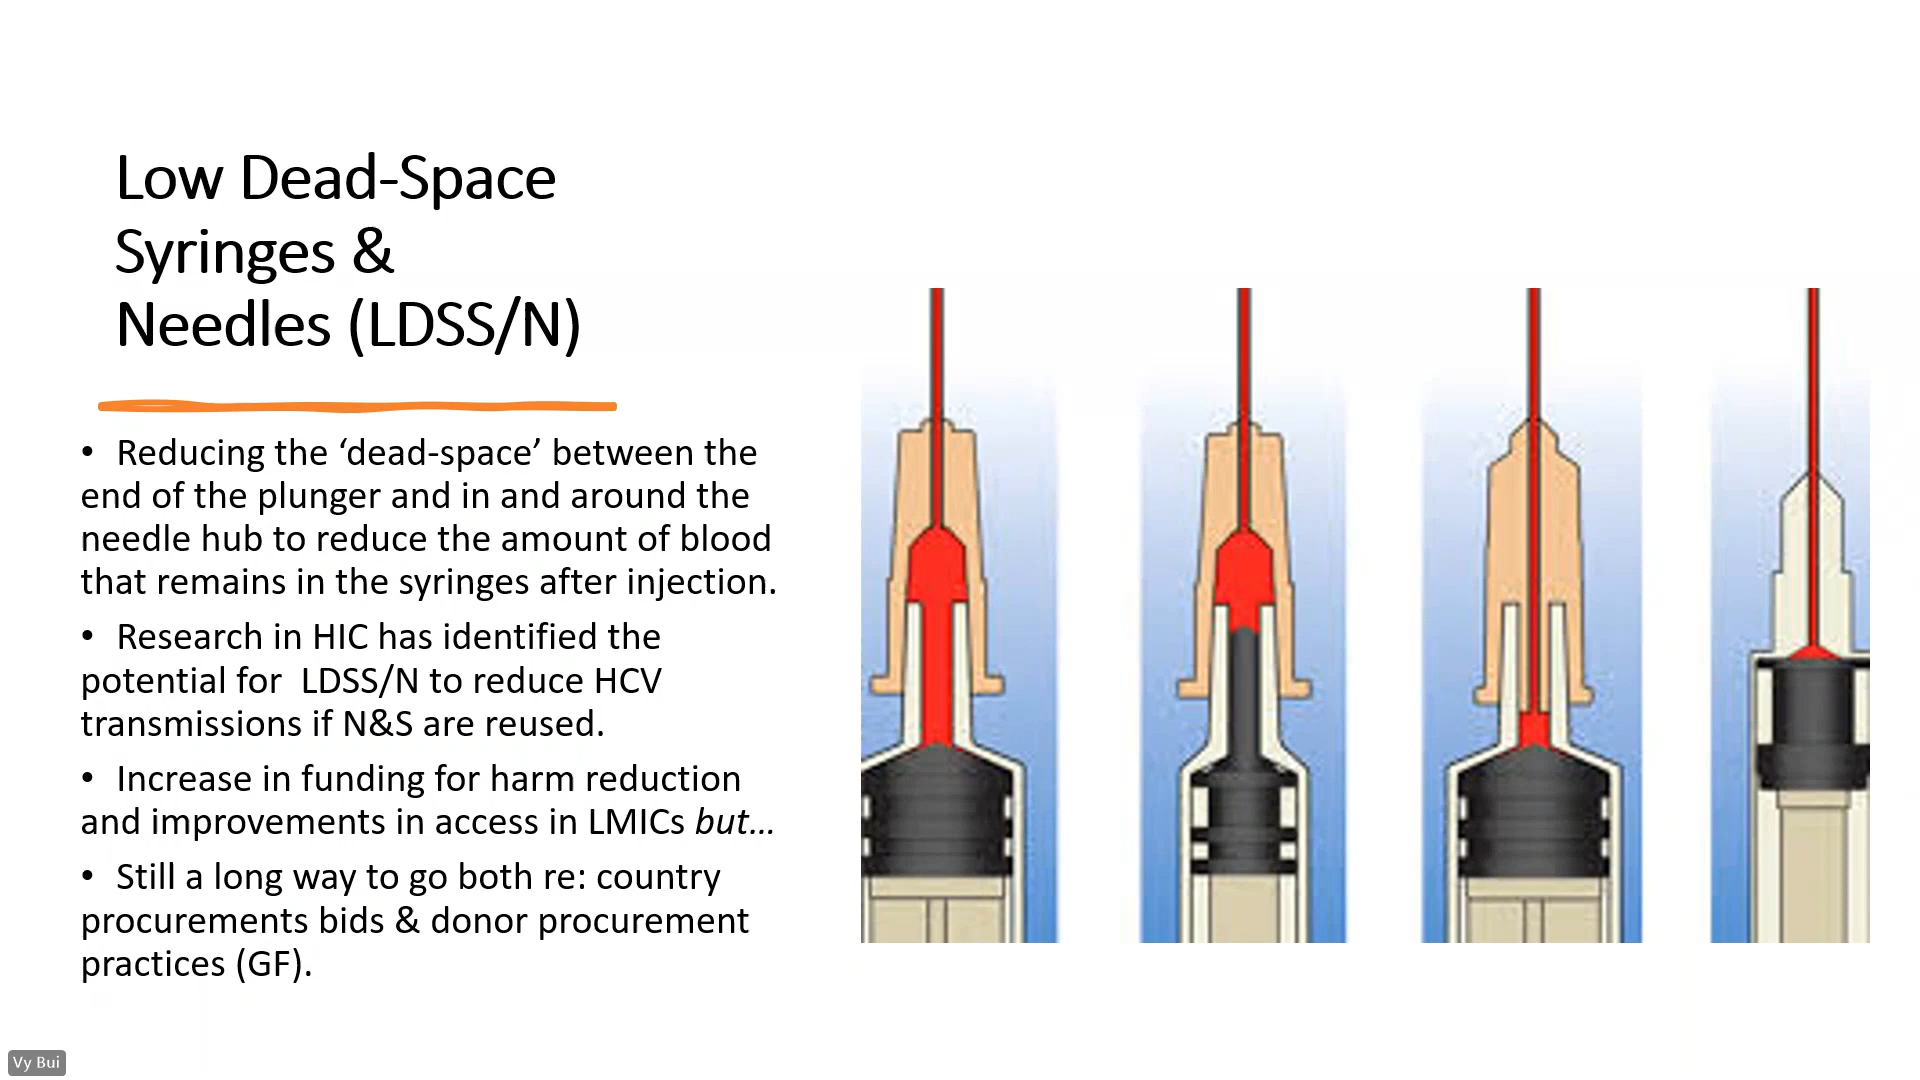 Low Dead-Space
Syringes &
Needles (LDSS/N)
• Reducing the ‘dead-space’ between the
end of the plunger and in and around the
needle hub to reduce the amount of blood
that remains in the syringes after injection.
• Research in HIC has identified the
potential for  LDSS/N to reduce HCV
transmissions if N&S are reused.
• Increase in funding for harm reduction
and improvements in access in LMICs but…
• Still a long way to go both re: country
procurements bids & donor procurement
practices (GF).
Vy Bui